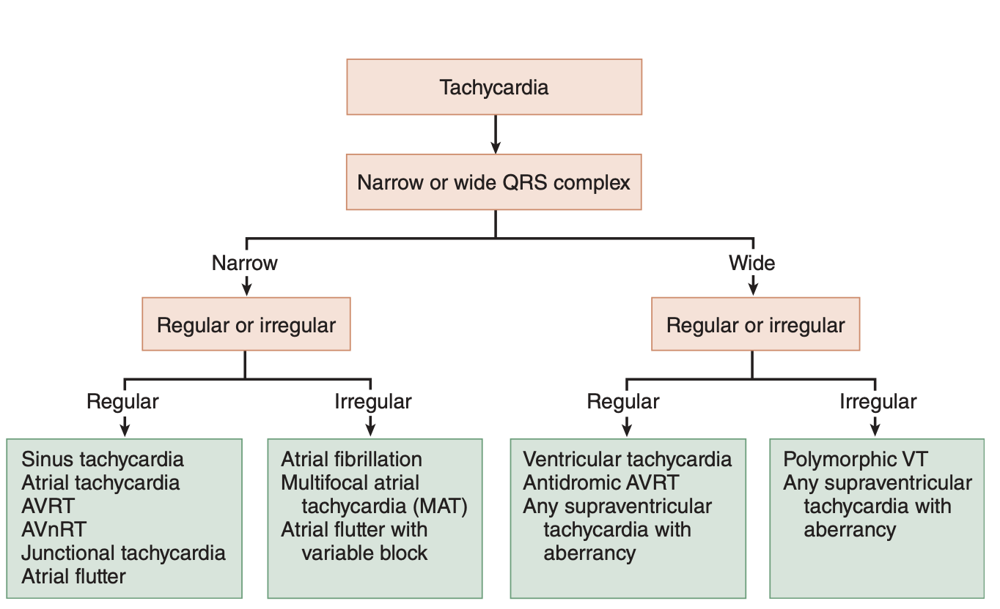 Tachycardia
Narrow or wide QRS complex
Narrow
Wide
Regular or irregular
Regular or irregular
Regular
Irregular
Regular
Irregular
Sinus tachycardia
Atrial tachycardia
AVRT
AVnRT
Junctional tachycardia
Atrial flutter
Atrial fibrillation
Multifocal atrial
tachycardia (MAT)
Atrial flutter with
variable block
Ventricular tachycardia
Antidromic AVRT
Any supraventricular
tachycardia with
aberrancy
Polymorphic VT
Any supraventricular
tachycardia with
aberrancy